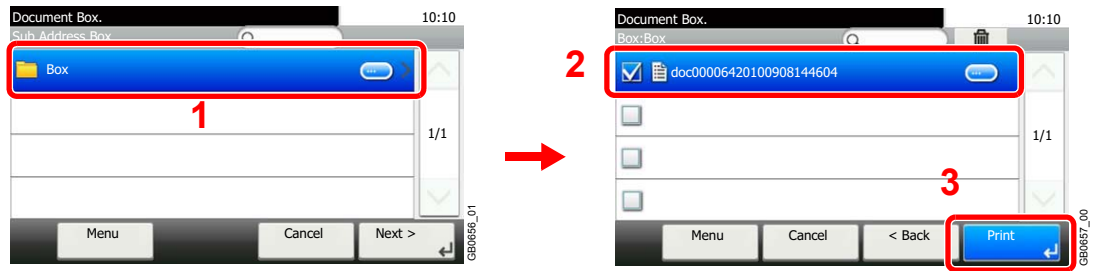 Document Box.
10:10
Sub Address Box
Box
1
1/1
Menu
Cancel
Next >
GB0656_01
Document Box.
10:10
Box:Box
2
doc00006420100908144604
1/1
3
Menu
Cancel
< Back
Print
GB0657_00